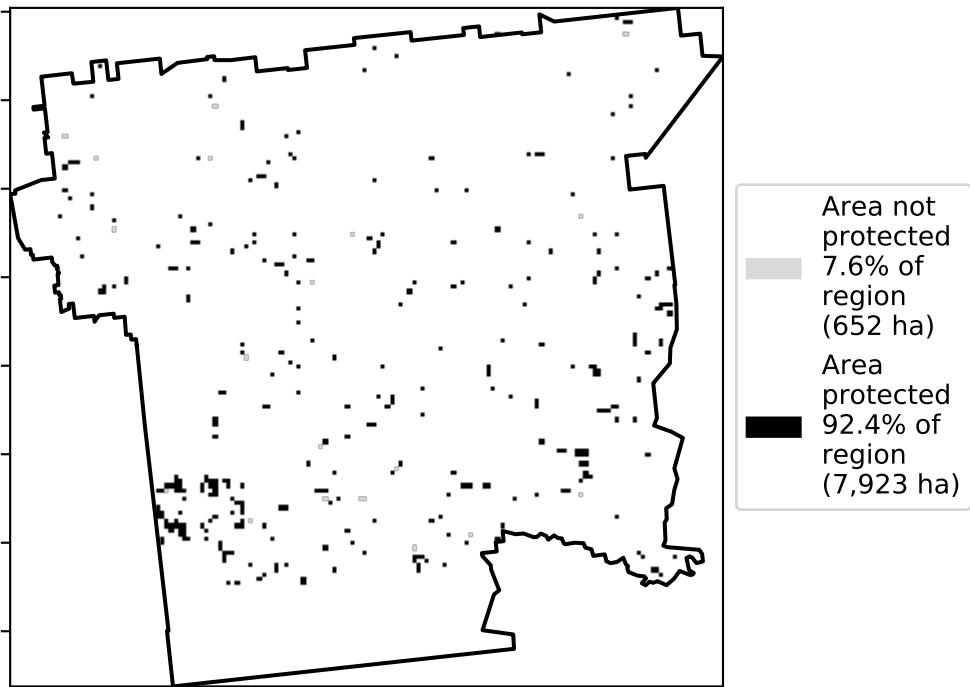 Area not
protected
7.6% of
region
(652 ha)
Area
protected
92.4% of
region
(7,923 ha)